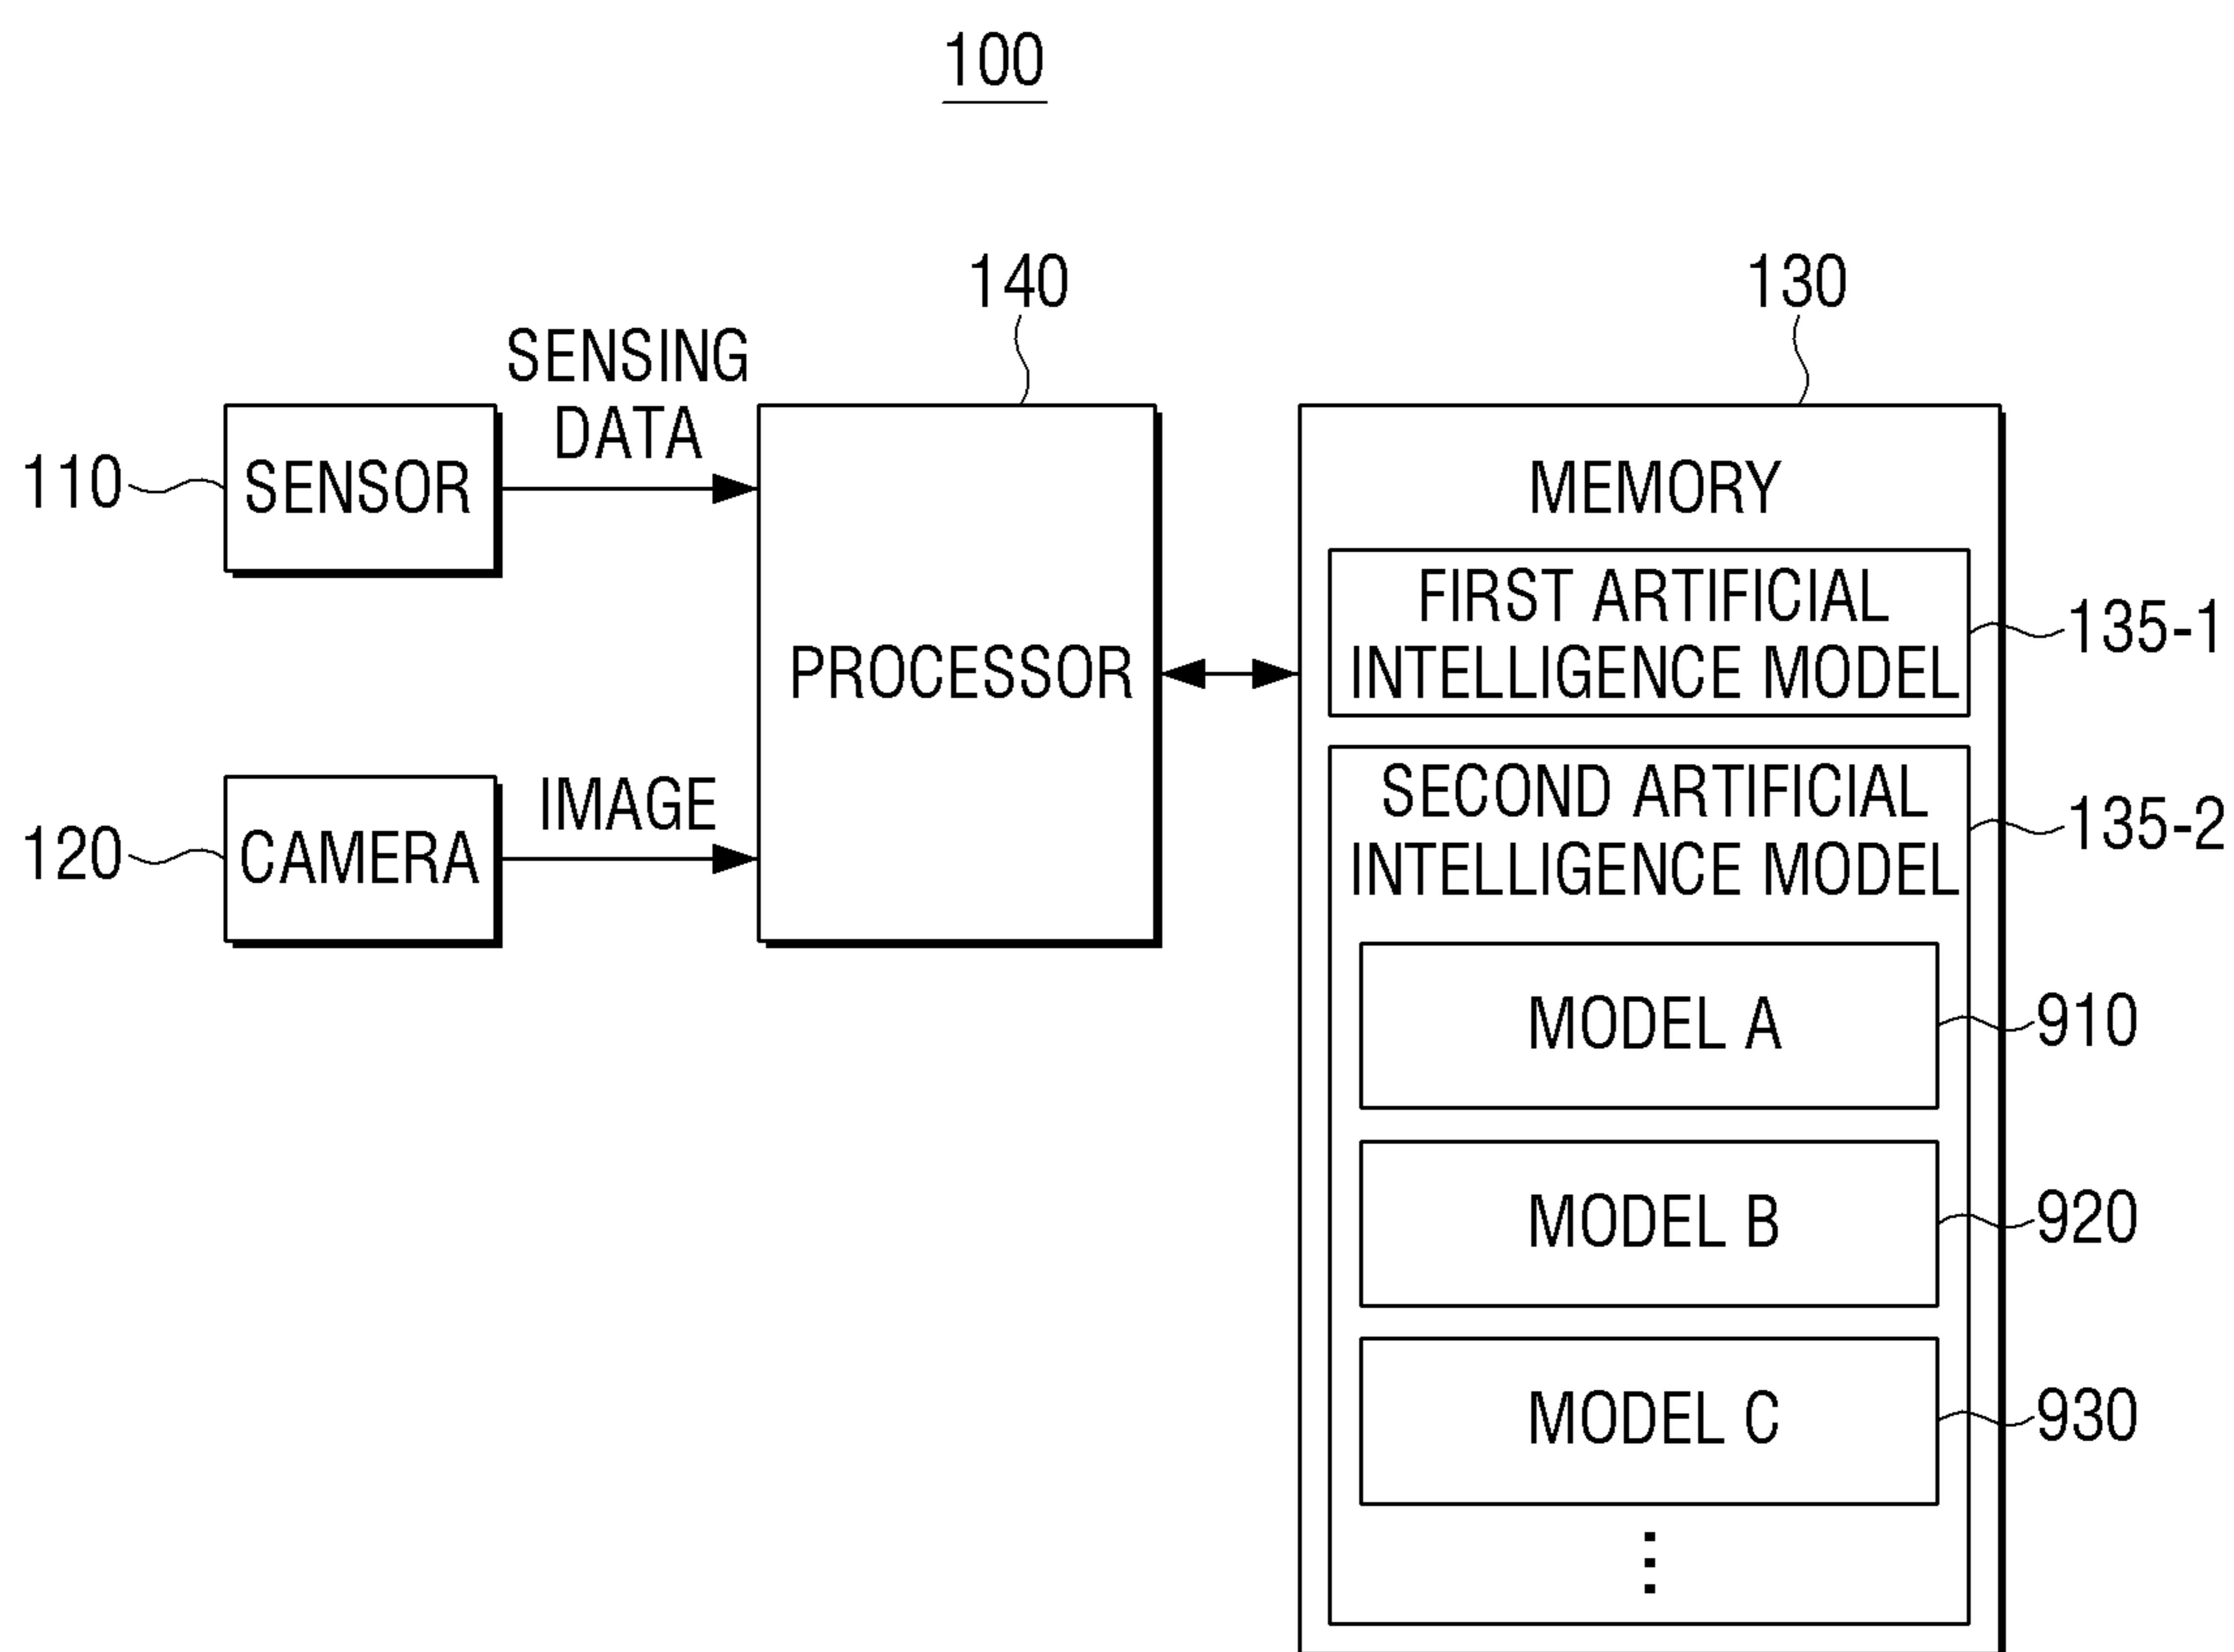 100
140
130
SENSING
DATA
110
SENSOR
MEMORY
FIRST ARTIFICIAL
INTELLIGENCE MODEL
135-1
PROCESSOR
IMAGE
120
CAMERA
SECOND ARTIFICIAL
INTELLIGENCE MODEL
135-2
MODEL A
910
MODEL B
920
MODEL C
930